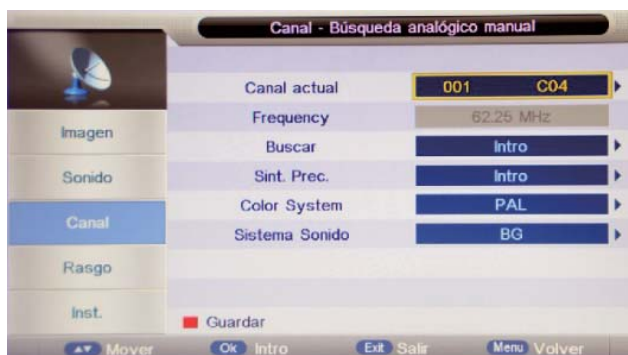 Canal - Búsqueda analógico manual
Canal actual 001 C04
Frequency 62.25 MHz
Imagen
Buscar Intro
Sonido
Sint. Prec. Intro
Color System PAL
Canal
Sistema Sonido BG
Rasgo
Inst.
Guardar
Mover Ok Intro Exit Salir Menu Volver